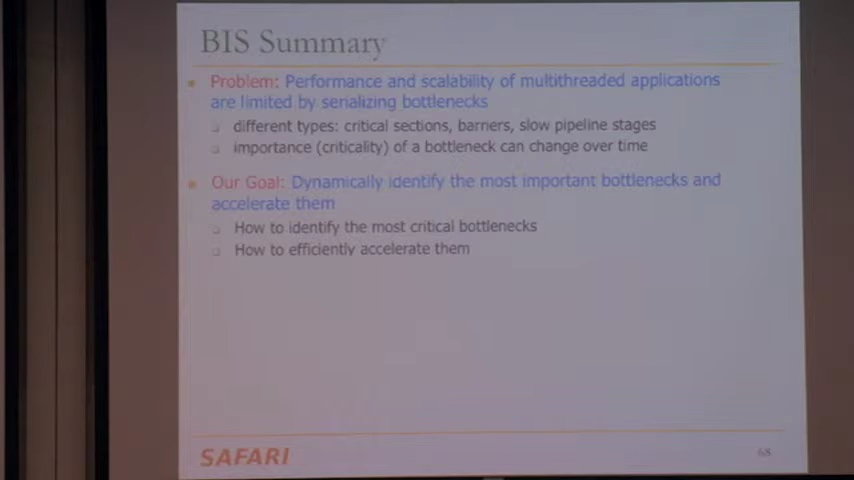 BIS Summary
Problem: Performance and scalability of multithreaded applications
are limited by serializing bottlenecks
different types: critical sections, barriers, slow pipeline stages
importance (criticality) of a bottleneck can change over time
Our Goal: Dynamically identify the most important bottlenecks and
accelerate them
How to identify the most critical bottlenecks
How to efficiently accelerate them
SAFARI
68